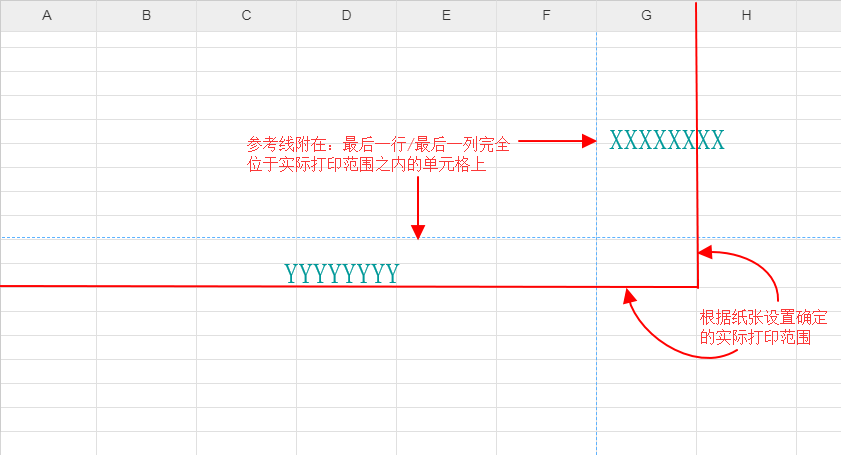 A B C D E F G H
XXXXXXXX
参考线附在：最后一行/最后一列完全
位于实际打印范围之内的单元格上
YYYYYYYY
根据纸张设置确定
的实际打印范围